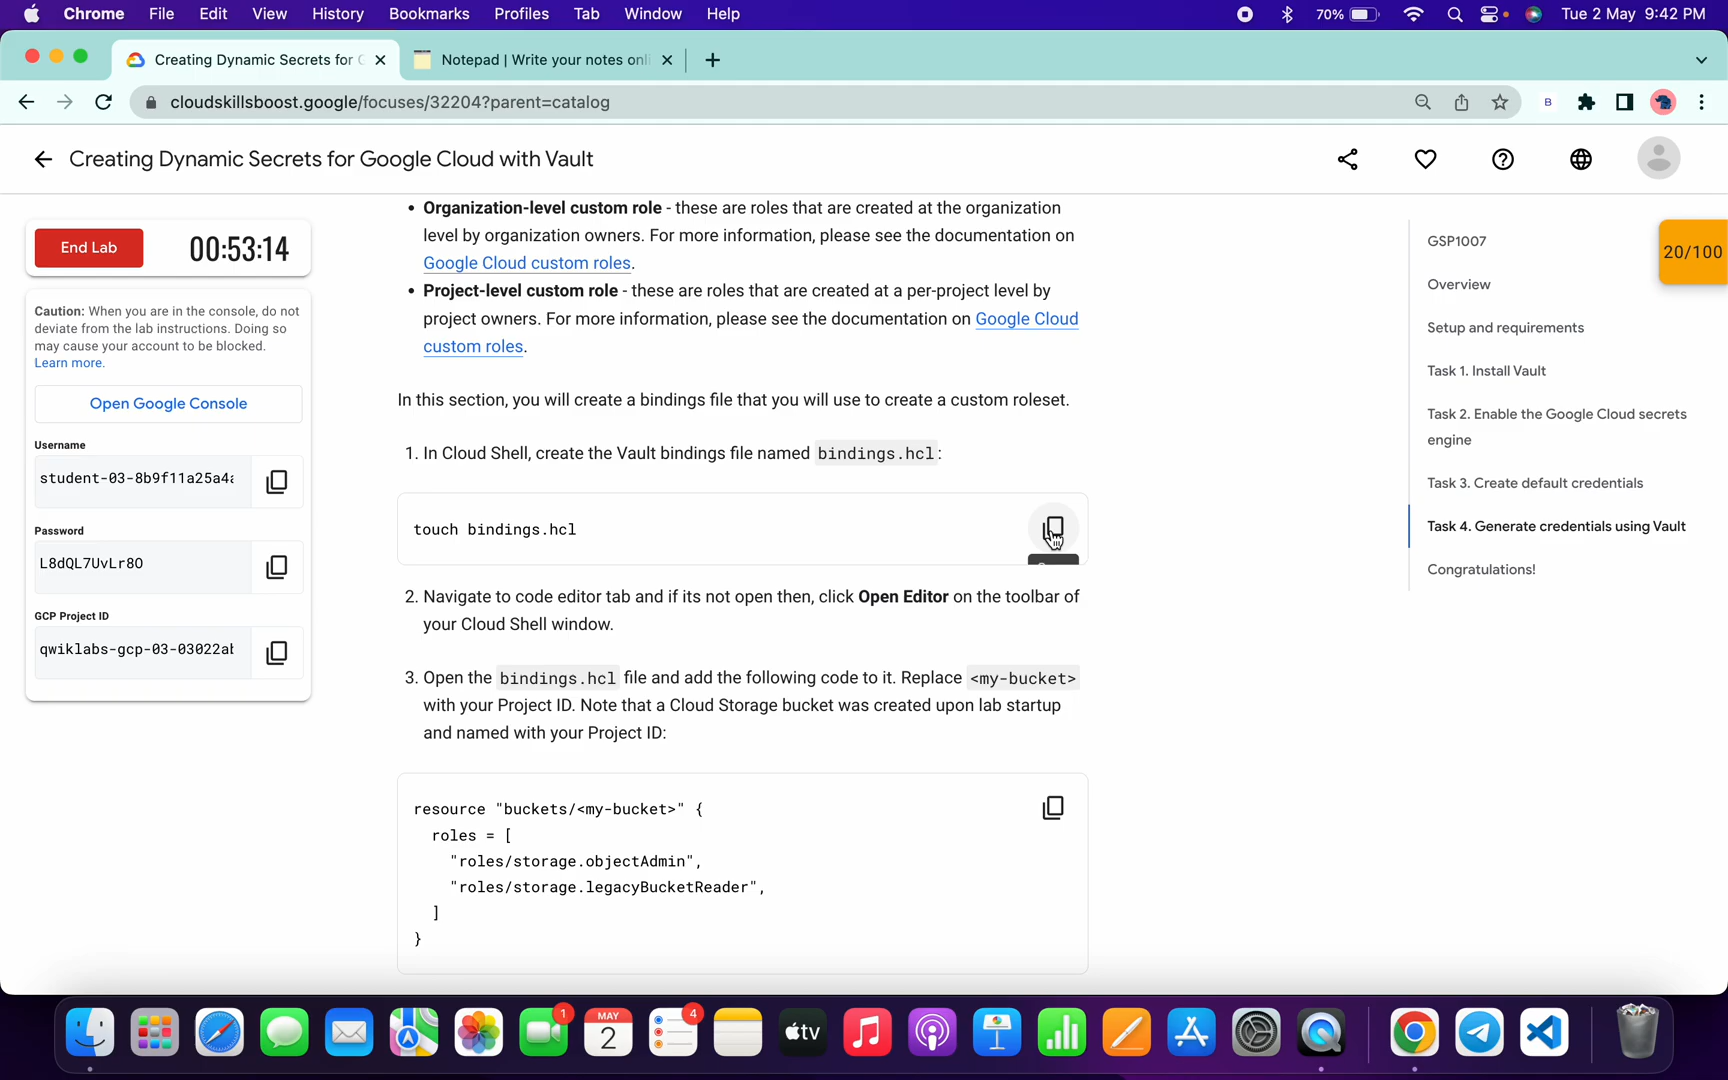 Chrome File Edit View History Bookmarks Profiles Tab Window Help 70% Tue 2 May 9:42 PM
Creating Dynamic Secrets for Notepad | Write your notes onl
cloudskillsboost.google/focuses/32204?parent=catalog B
Creating Dynamic Secrets for Google Cloud with Vault
End Lab 00:53:14
Caution: When you are in the console, do not
deviate from the lab instructions. Doing so
may cause your account to be blocked.
Learn more.
Open Google Console
Username
student-03-8b9f11a25a4
Password
L8dQL7UvLr8O
GCP Project ID
qwiklabs-gcp-03-03022a
• Organization-level custom role - these are roles that are created at the organization
level by organization owners. For more information, please see the documentation on
Google Cloud custom roles.
• Project-level custom role - these are roles that are created at a per-project level by
project owners. For more information, please see the documentation on Google Cloud
custom roles.
In this section, you will create a bindings file that you will use to create a custom roleset.
1. In Cloud Shell, create the Vault bindings file named bindings.hcl:
touch bindings.hcl
2. Navigate to code editor tab and if its not open then, click Open Editor on the toolbar of
your Cloud Shell window.
3. Open the bindings.hcl file and add the following code to it. Replace <my-bucket>
with your Project ID. Note that a Cloud Storage bucket was created upon lab startup
and named with your Project ID:
resource "buckets/<my-bucket>" {
roles = [
"roles/storage.objectAdmin",
"roles/storage.legacyBucketReader",
]
}
GSP1007
Overview
Setup and requirements
Task 1. Install Vault
Task 2. Enable the Google Cloud secrets
engine
Task 3. Create default credentials
Task 4. Generate credentials using Vault
Congratulations!
20/100
1
MAY
2
4
tv